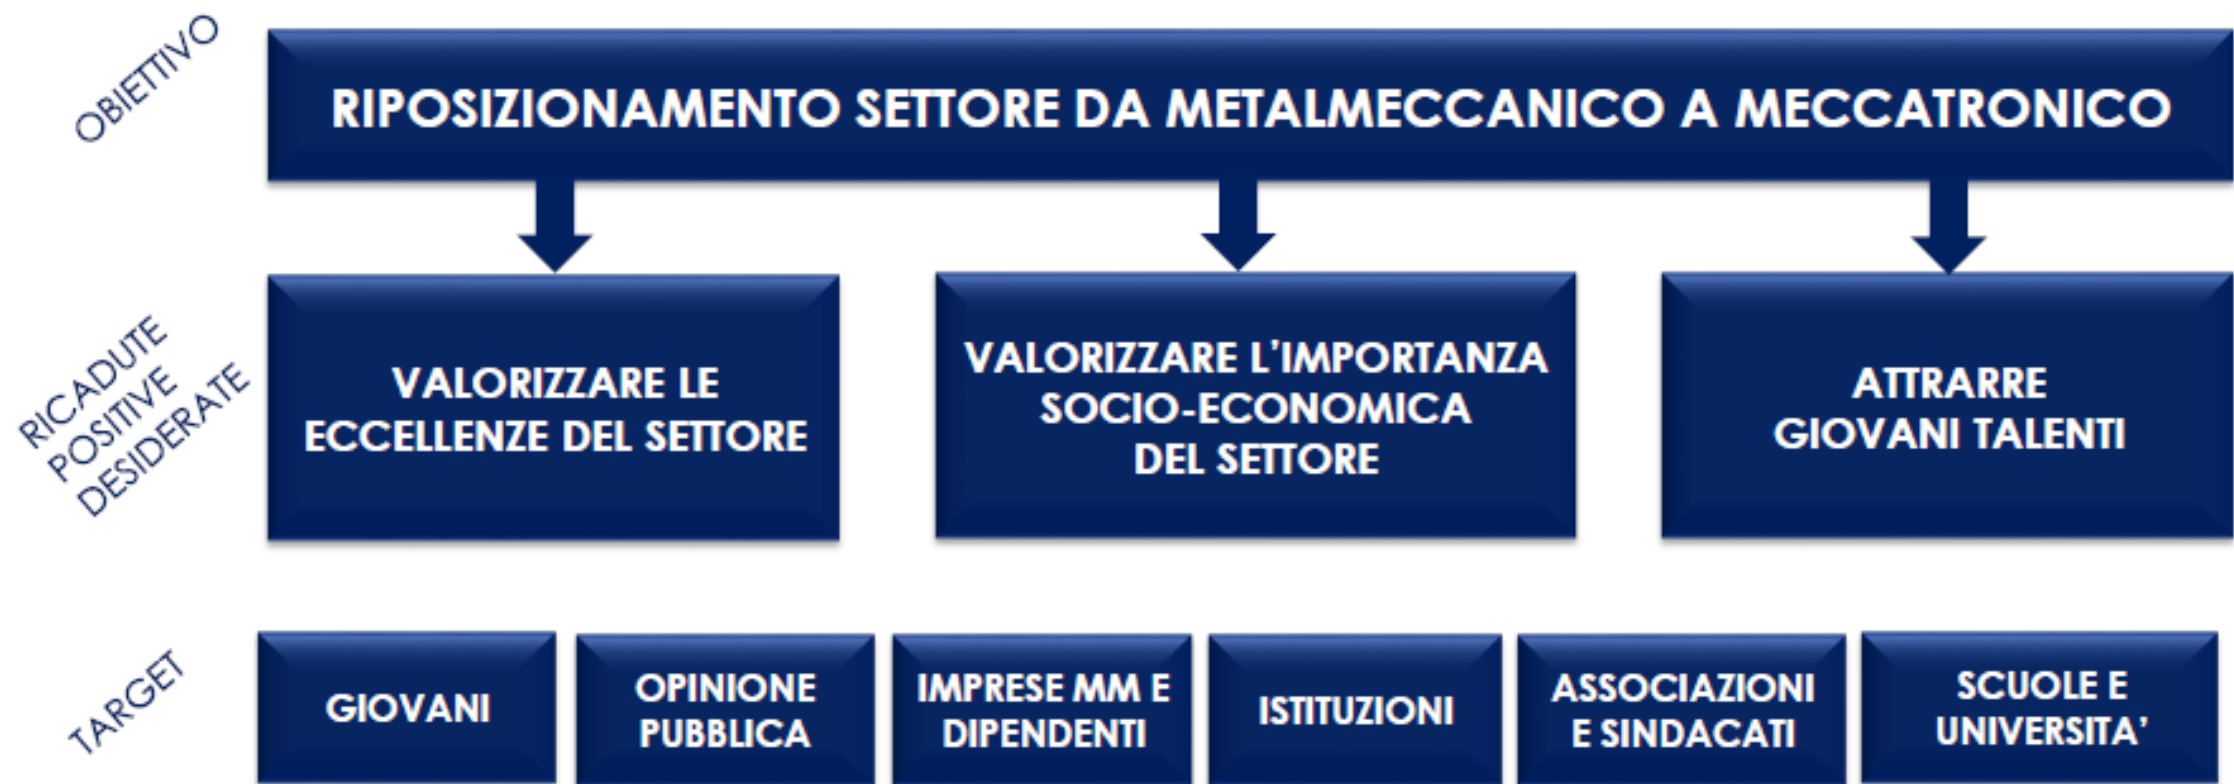 OBIETTIVO
RIPOSIZIONAMENTO SETTORE DA METALMECCANICO A MECCATRONICO
RICADUTE
POSITIVE
DESIDERATE
VALORIZZARE LE
ECCELLENZE DEL SETTORE
VALORIZZARE L'IMPORTANZA
SOCIO-ECONOMICA
DEL SETTORE
ATTRARRE
GIOVANI TALENTI
TARGET
GIOVANI
OPINIONE
PUBBLICA
IMPRESE MM E
DIPENDENTI
ISTITUZIONI
ASSOCIAZIONI
E SINDACATI
SCUOLE E
UNIVERSITA'